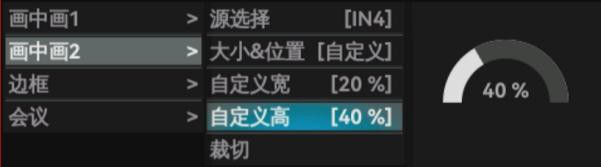 画中画1 >
画中画2 >
边框 >
会议 >
源选择 [IN4]
大小&位置 [自定义]
自定义宽 [20 %]
自定义高 [40 %]
裁切
40 %